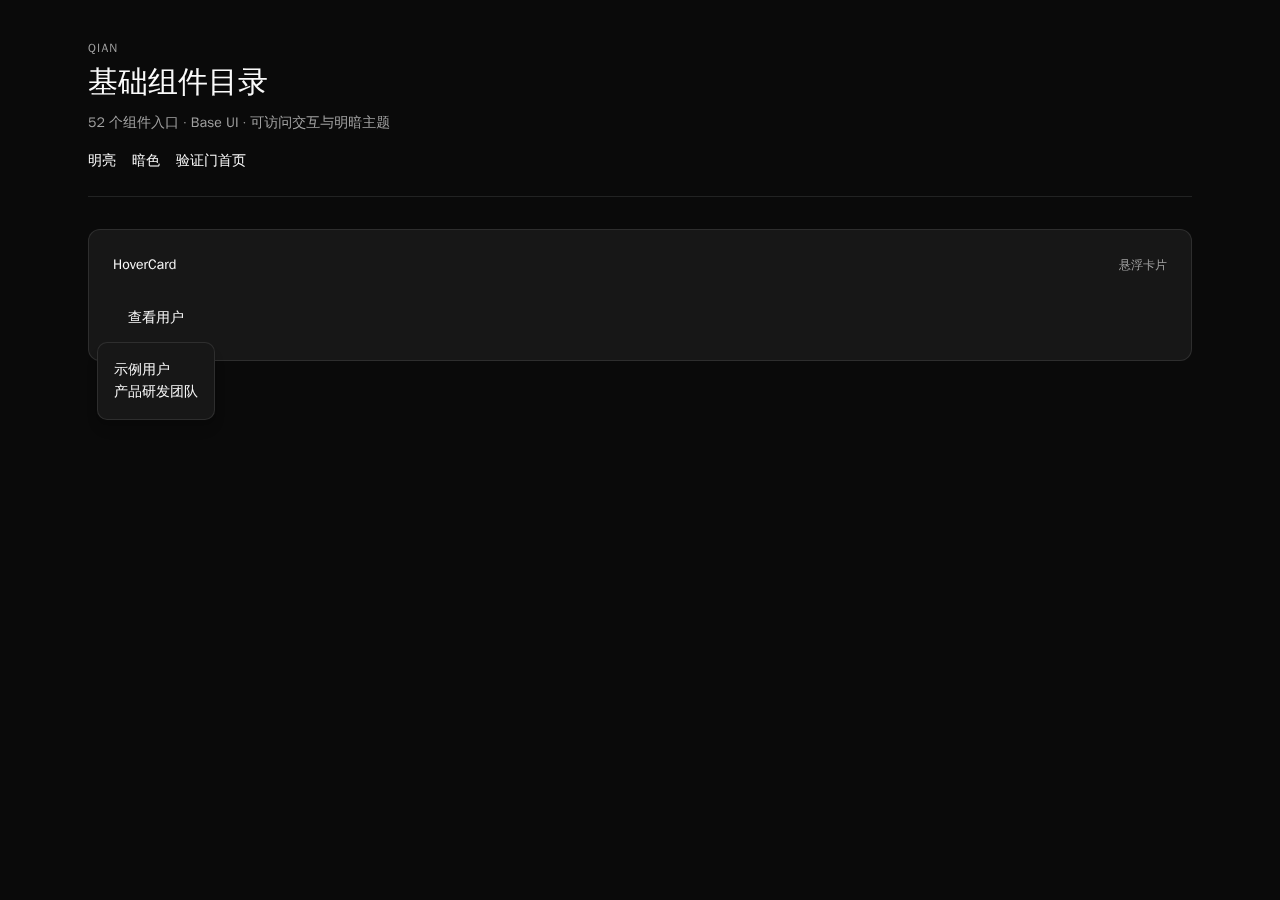 QIAN
基础组件目录
52 个组件入口 · Base UI · 可访问交互与明暗主题
明亮 暗色 验证门首页
HoverCard 悬浮卡片
查看用户
示例用户
产品研发团队